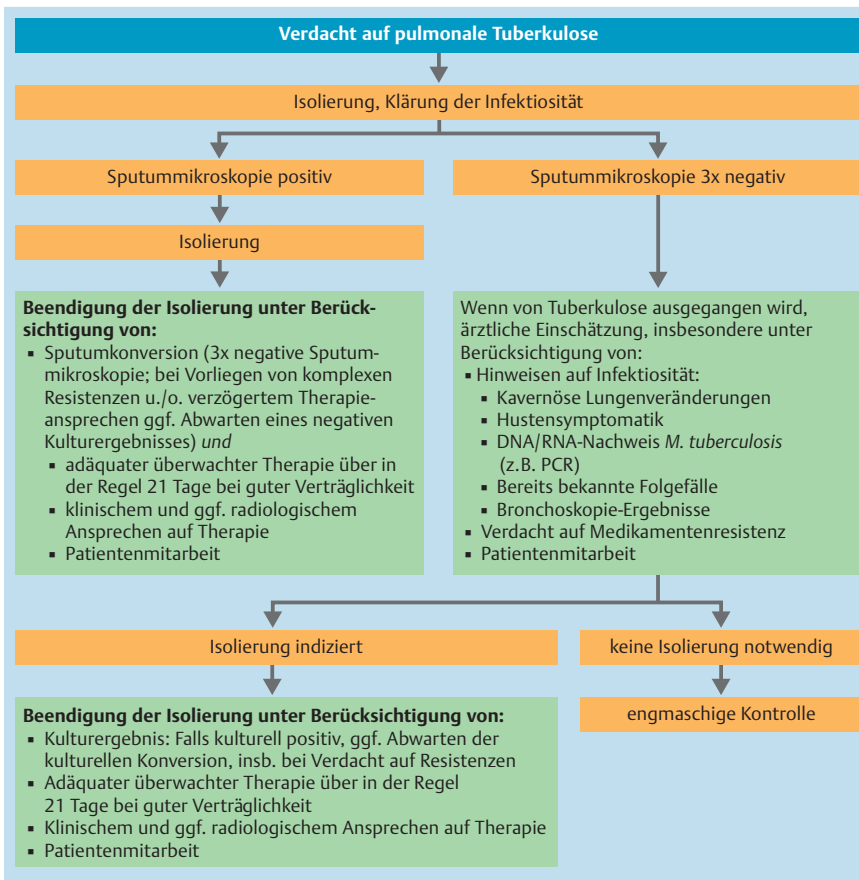 Verdacht auf pulmonale Tuberkulose
Isolierung, Klärung der Infektiosität
Sputummikroskopie positiv
Isolierung
Beendigung der Isolierung unter Berück-
sichtigung von:
▪ Sputumkonversion (3x negative Sputum-
mikroskopie; bei Vorliegen von komplexen
Resistenzen u./o. verzögertem Therapie-
ansprechen ggf. Abwarten eines negativen
Kulturergebnisses) und
▪ adäquater überwachter Therapie über in
der Regel 21 Tage bei guter Verträglichkeit
▪ klinischem und ggf. radiologischem
Ansprechen auf Therapie
▪ Patientenmitarbeit
Sputummikroskopie 3x negativ
Wenn von Tuberkulose ausgegangen wird,
ärztliche Einschätzung, insbesondere unter
Berücksichtigung von:
▪ Hinweisen auf Infektiosität:
▪ Kavernöse Lungenveränderungen
▪ Hustensymptomatik
▪ DNA/RNA-Nachweis M. tuberculosis
(z.B. PCR)
▪ Bereits bekannte Folgefälle
▪ Bronchoskopie-Ergebnisse
▪ Verdacht auf Medikamentenresistenz
▪ Patientenmitarbeit
Isolierung indiziert
Beendigung der Isolierung unter Berücksichtigung von:
▪ Kulturergebnis: Falls kulturell positiv, ggf. Abwarten der
kulturellen Konversion, insb. bei Verdacht auf Resistenzen
▪ Adäquater überwachter Therapie über in der Regel
21 Tage bei guter Verträglichkeit
▪ Klinischem und ggf. radiologischem Ansprechen auf Therapie
▪ Patientenmitarbeit
keine Isolierung notwendig
engmaschige Kontrolle